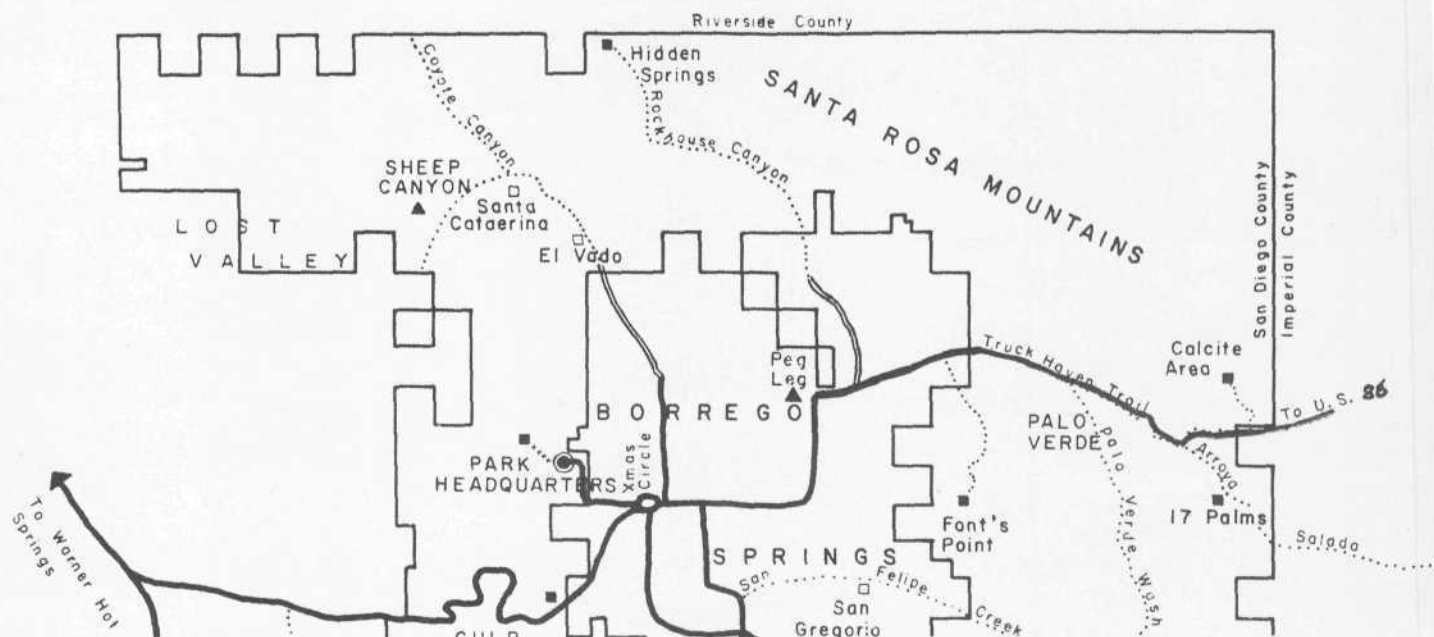 Riverside County
Hidden
Springs
SANTA ROSA MOUNTAINS
Coyote Canyon
Rockhouse Canyon
SHEEP
CANYON
Santa
Cataerina
LOST
VALLEY
El Vado
San Diego County
Imperial County
Peg
Leg
Truck Haven Trail
Calcite
Area
To U.S. 86
BORREGO
PALO
VERDE
Xmas
Circle
PARK
HEADQUARTERS
Palo Verde Wash
Arroyo Salada
17 Palms
Font's
Point
To Warner Hot
Springs
SPRINGS
San Felipe Creek
San
Gregorio